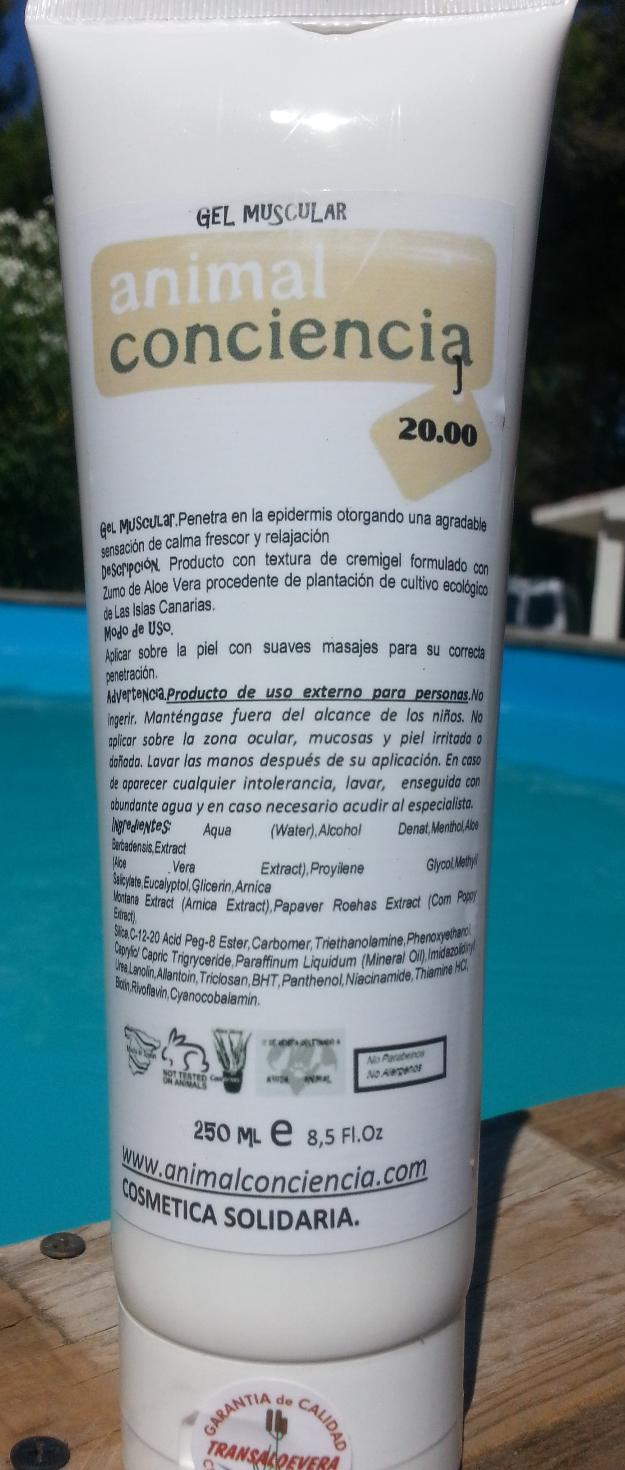 GEL MUSCULAR
animal
conciencia
20.00
Gel Muscular.Penetra en la epidermis otorgando una agradable
sensación de calma frescor y relajación
Descripción. Producto con textura de cremigel formulado con
Zumo de Aloe Vera procedente de plantación de cultivo ecológico
de Las Islas Canarias.
Modo de Uso.
Aplicar sobre la piel con suaves masajes para su correcta
penetración.
Advertencia.Producto de uso externo para personas.No
ingerir. Manténgase fuera del alcance de los niños. No
aplicar sobre la zona ocular, mucosas y piel irritada o
dañada. Lavar las manos después de su aplicación. En caso
de aparecer cualquier intolerancia, lavar, enseguida con
abundante agua y en caso necesario acudir al especialista.
Ingredientes: Aqua (Water),Alcohol Denat,Menthol,Aloe
Barbadensis,Extract
(Aloe Vera Extract),Proyilene Glycol,Methyl
Salicylate,Eucalyptol,Glicerin,Arnica
Montana Extract (Arnica Extract),Papaver Roehas Extract (Corn Poppy
Extract),
Silica,C-12-20 Acid Peg-8 Ester,Carbomer,Triethanolamine,Phenoxyethanol,
Caprylic/ Capric Trigryceride,Paraffinum Liquidum (Mineral Oil),Imidazolidinyl
Urea,Lanolin,Allantoin,Triclosan,BHT,Panthenol,Niacinamide,Thiamine HCl,
Biotin,Rivoflavin,Cyanocobalamin.
NOT TESTED
ON ANIMALS
No Parabenos
No Alergenos
250 ML e 8,5 Fl.Oz
www.animalconciencia.com
COSMETICA SOLIDARIA.
GARANTIA de CALIDAD
TRANSALOEVERA